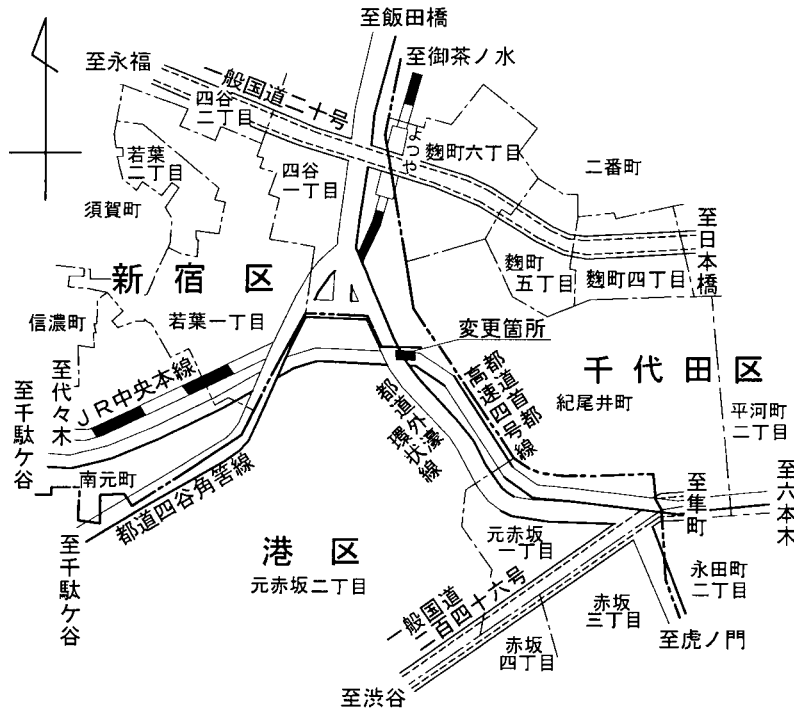 至飯田橋
至御茶ノ水
至永福
一般国道二十号
四谷
二丁目
よつや
麴町六丁目
若葉
二丁目
四谷
一丁目
二番町
須賀町
至日本橋
麴町
五丁目
麴町四丁目
新宿区
信濃町
若葉一丁目
変更箇所
至代々木
JR中央本線
千代田区
都道首都
高速四号線
紀尾井町
平河町
二丁目
至千駄ケ谷
都道
環状
外濠線
南元町
都道四谷角筈線
至隼町
至六本木
至千駄ケ谷
港区
元赤坂
一丁目
元赤坂二丁目
永田町
二丁目
一般国道
二百四十六号
赤坂
三丁目
赤坂
四丁目
至虎ノ門
至渋谷